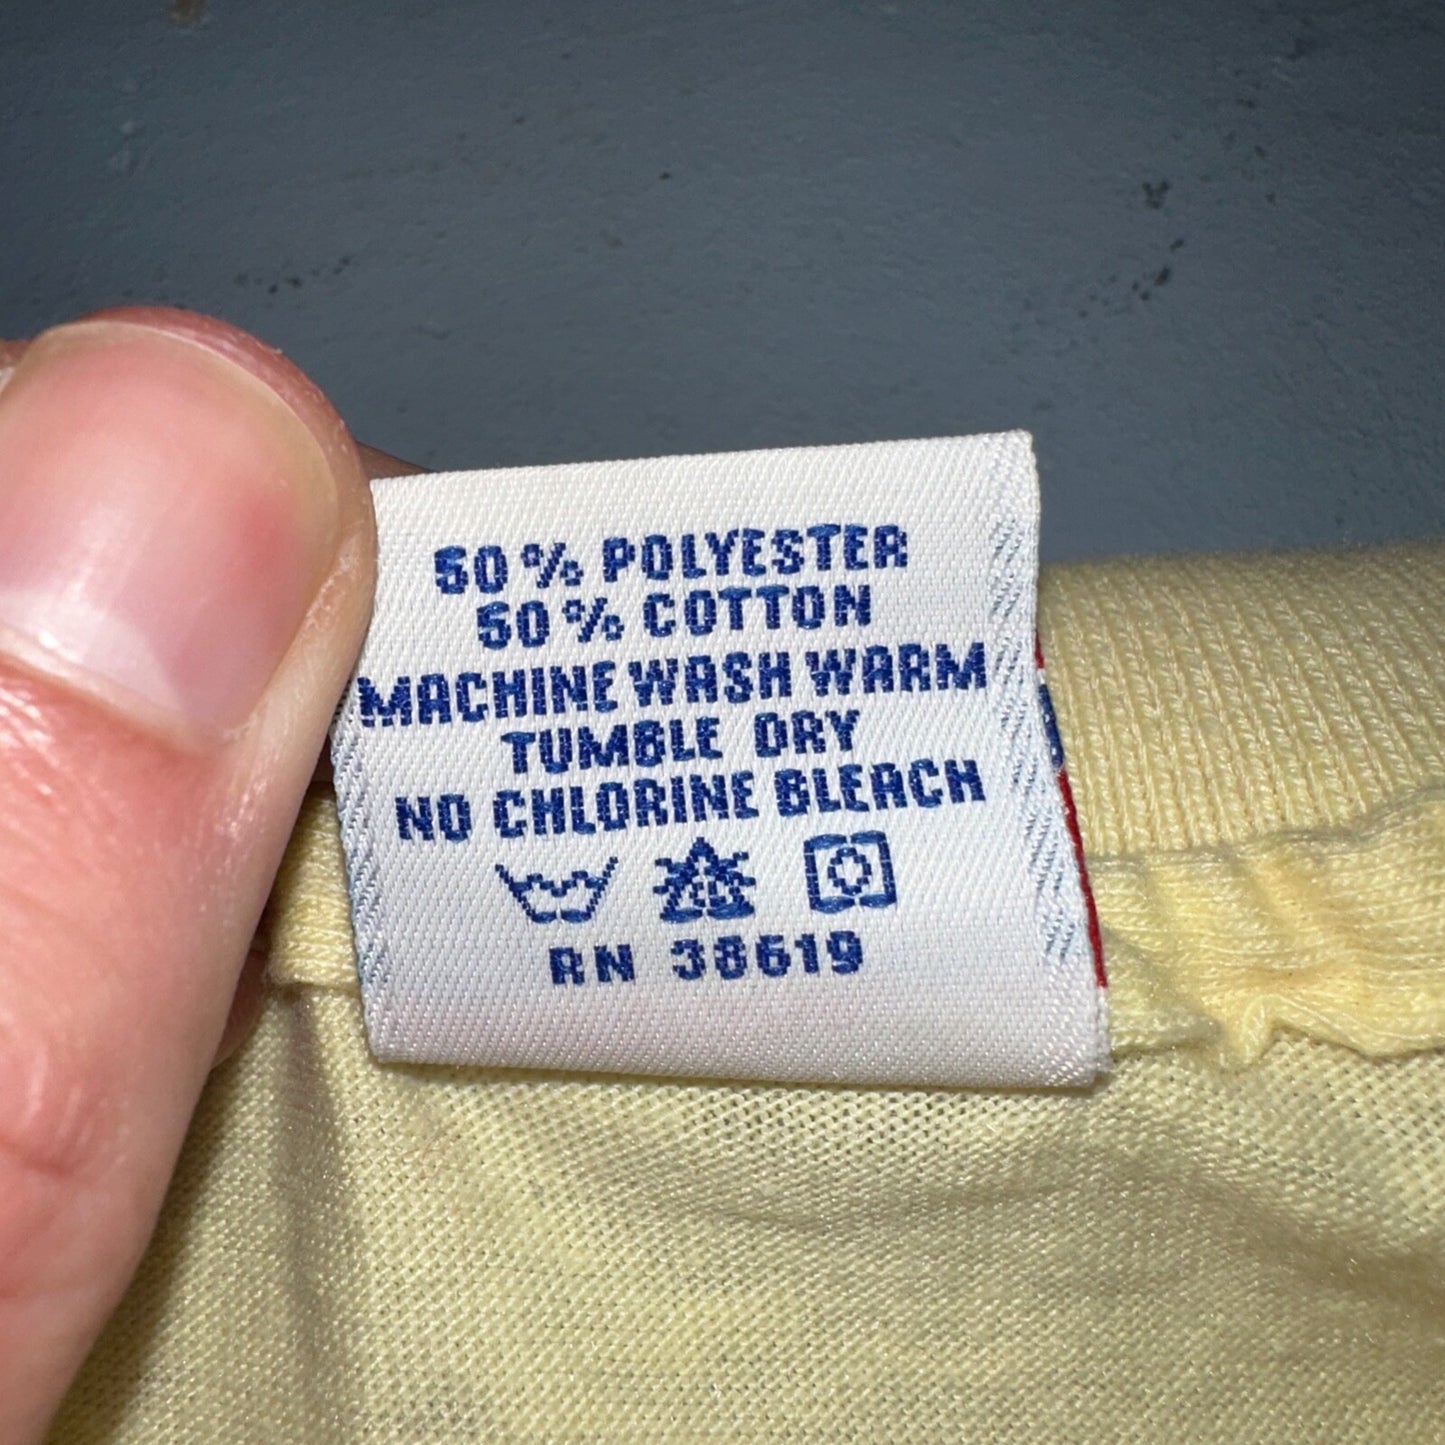 50% POLYESTER
50% COTTON
MACHINE WASH WARM
TUMBLE DRY
NO CHLORINE BLEACH
RN 38619